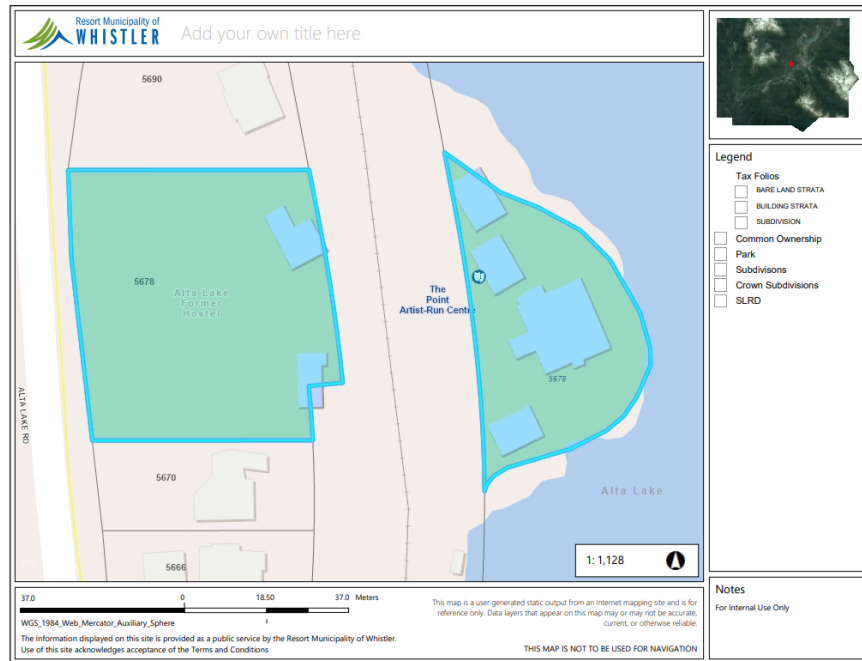 Resort Municipality of
WHISTLER
Add your own title here
5690
5678
Alta Lake
Former
Hostel
The
Point
Artist-Run Centre
5678
ALTA LAKE RD
5670
Alta Lake
5666
1: 1,128
Legend
Tax Folios
BARE LAND STRATA
BUILDING STRATA
SUBDIVISION
Common Ownership
Park
Subdivisons
Crown Subdivisions
SLRD
Notes
For Internal Use Only
37.0 0 18.50 37.0 Meters
WGS_1984_Web_Mercator_Auxiliary_Sphere
The information displayed on this site is provided as a public service by the Resort Municipality of Whistler.
Use of this site acknowledges acceptance of the Terms and Conditions
This map is a user generated static output from an Internet mapping site and is for
reference only. Data layers that appear on this map may or may not be accurate,
current, or otherwise reliable.
THIS MAP IS NOT TO BE USED FOR NAVIGATION